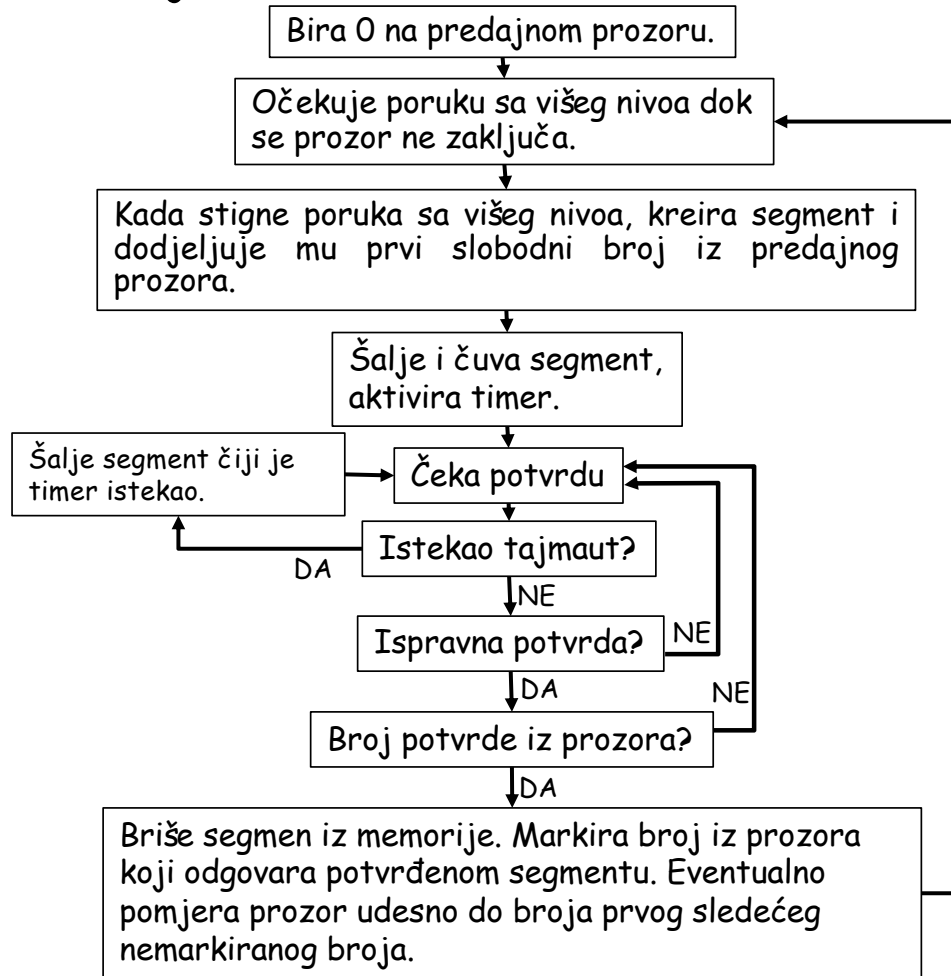 Bira 0 na predajnom prozoru.
Očekuje poruku sa višeg nivoa dok
se prozor ne zaključa.
Kada stigne poruka sa višeg nivoa, kreira segment i
dodjeljuje mu prvi slobodni broj iz predajnog
prozora.
Šalje i čuva segment,
aktivira timer.
Šalje segment čiji je
timer istekao.
Čeka potvrdu
Istekao tajmaut?
DA
NE
Ispravna potvrda?
NE
DA
NE
Broj potvrde iz prozora?
DA
Briše segmen iz memorije. Markira broj iz prozora
koji odgovara potvrđenom segmentu. Eventualno
pomjera prozor udesno do broja prvog sledećeg
nemarkiranog broja.